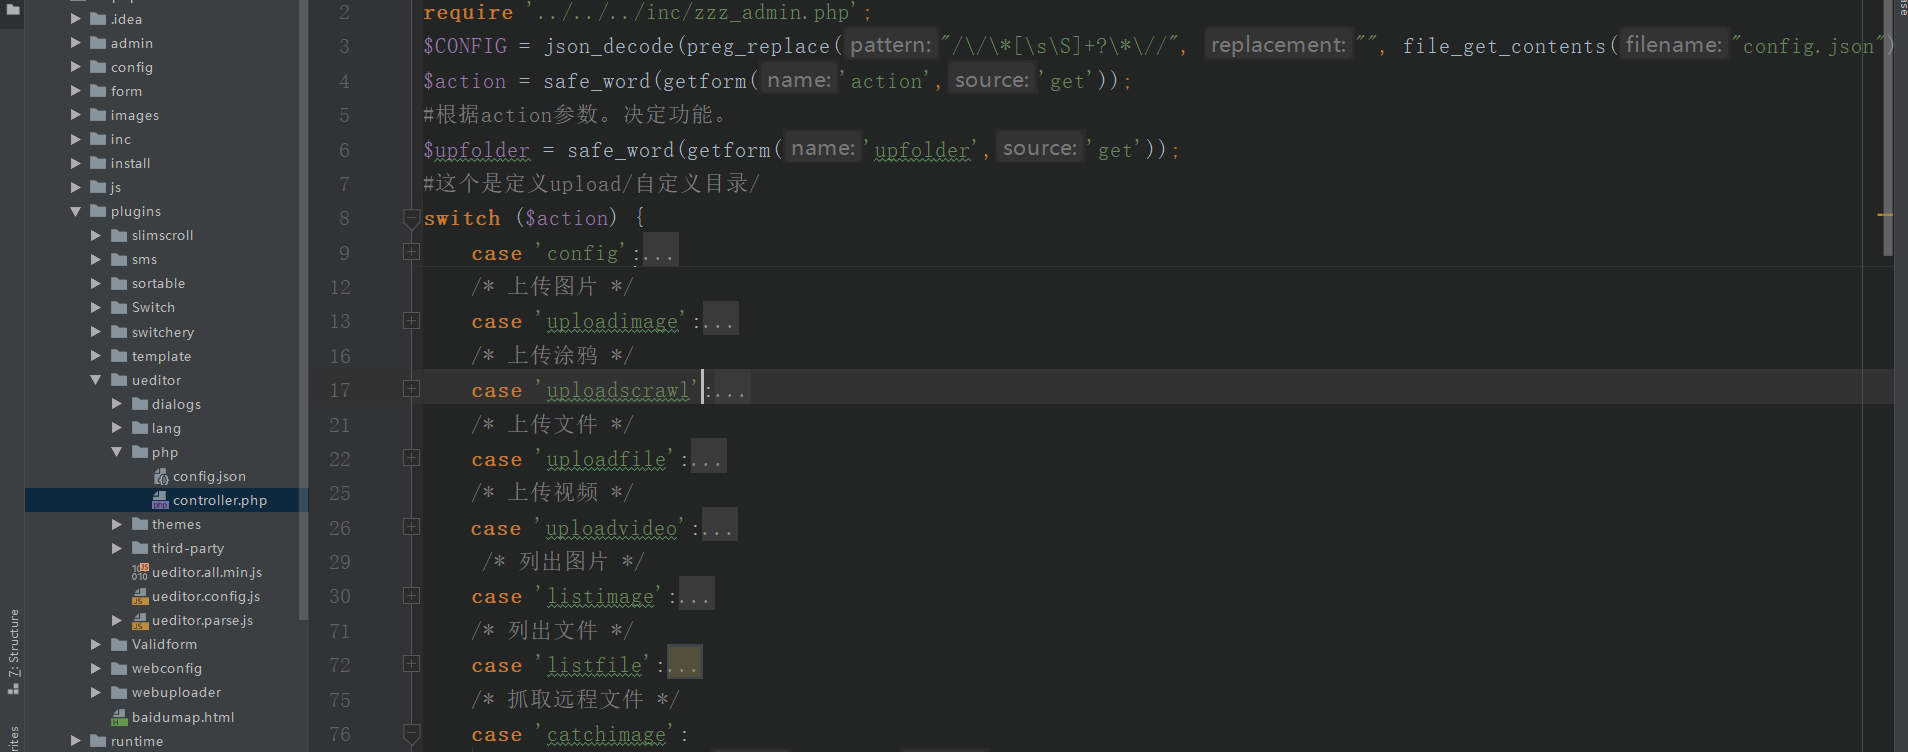 .idea
admin
config
form
images
inc
install
js
plugins
slimscroll
sms
sortable
Switch
switchery
template
ueditor
dialogs
lang
php
config.json
controller.php
themes
third-party
ueditor.all.min.js
ueditor.config.js
ueditor.parse.js
Validform
webconfig
webuploader
baidumap.html
runtime
7: Structure
2 require '../../../inc/zzz_admin.php';
3 $CONFIG = json_decode(preg_replace( pattern: "/\/\*[\s\S]+?\*\//", replacement: "", file_get_contents( filename: "config.json")
4 $action = safe_word(getform( name: 'action', source: 'get'));
5 #根据action参数。决定功能。
6 $upfolder = safe_word(getform( name: 'upfolder', source: 'get'));
7 #这个是定义upload/自定义目录/
8 switch ($action) {
9 case 'config':...
12 /* 上传图片 */
13 case 'uploadimage':...
16 /* 上传涂鸦 */
17 case 'uploadscrawl':...
21 /* 上传文件 */
22 case 'uploadfile':...
25 /* 上传视频 */
26 case 'uploadvideo':...
29 /* 列出图片 */
30 case 'listimage':...
71 /* 列出文件 */
72 case 'listfile':...
75 /* 抓取远程文件 */
76 case 'catchimage':